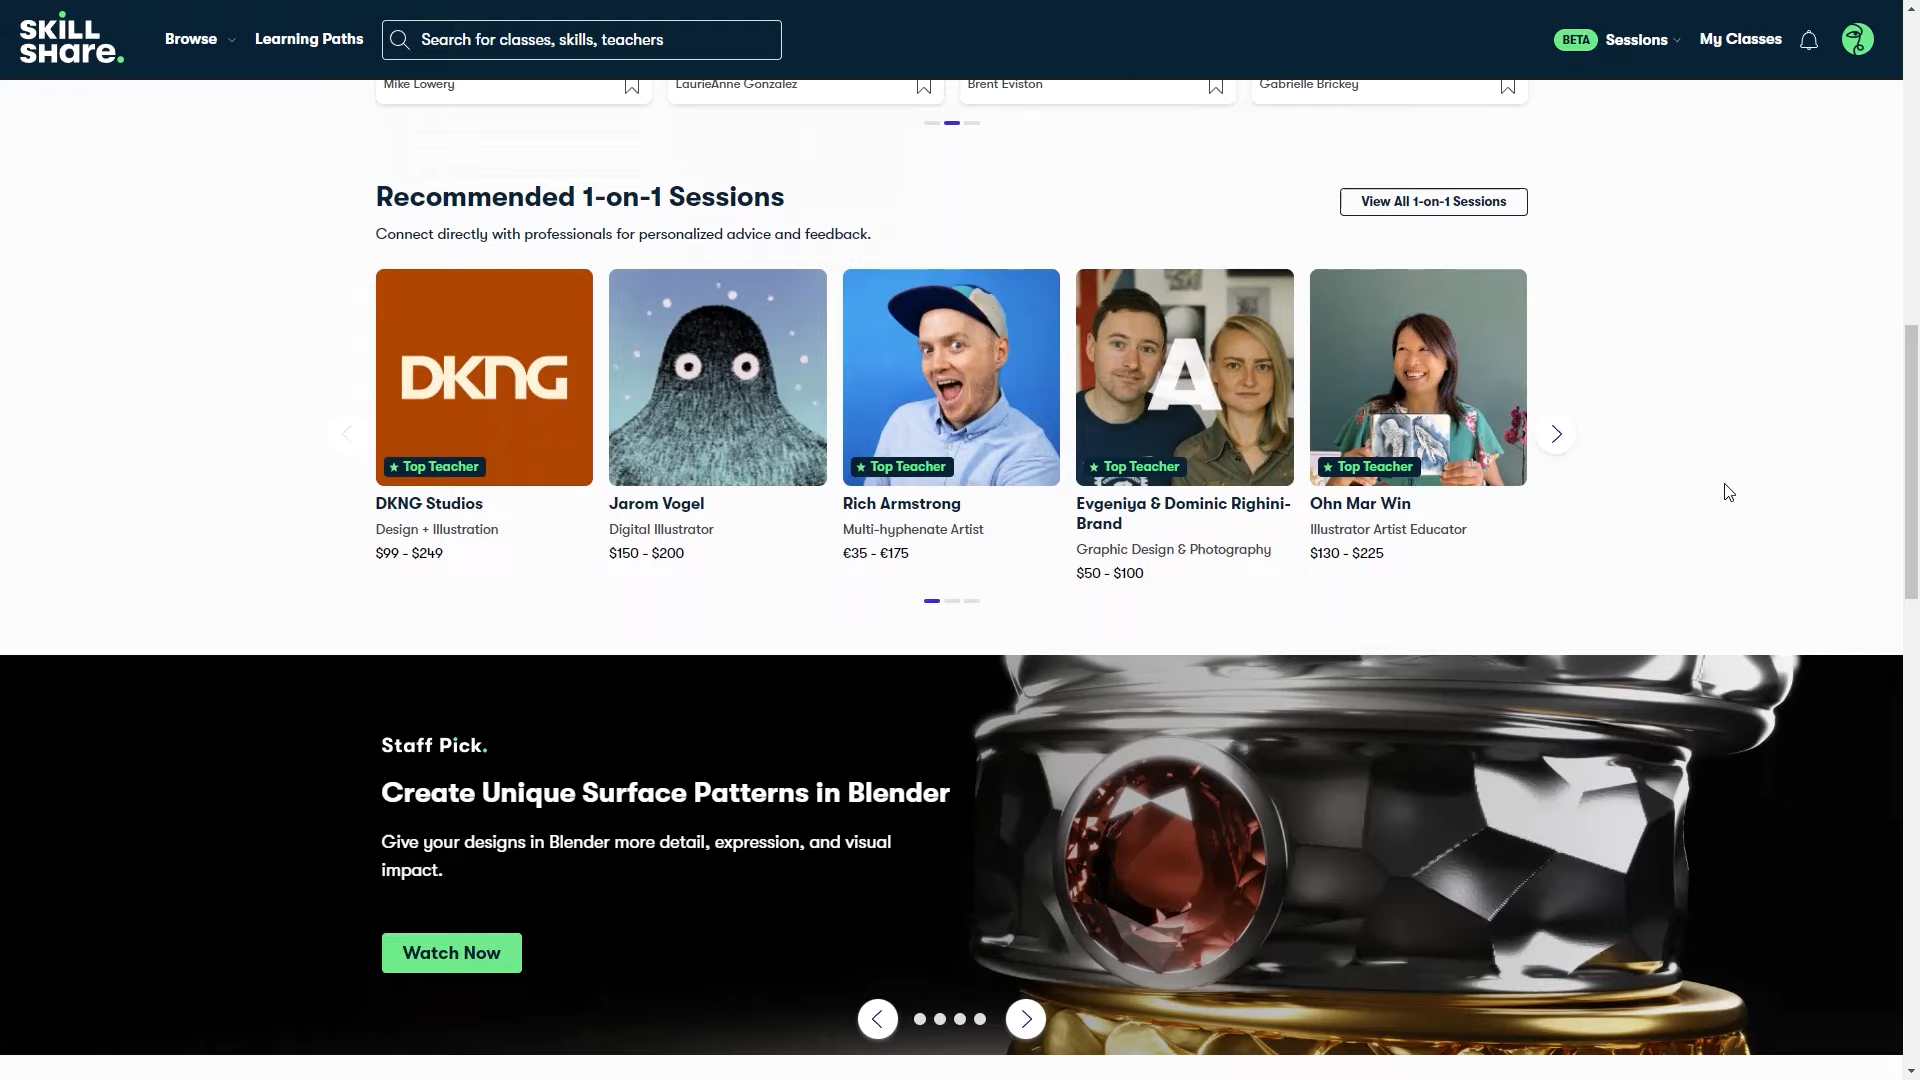 SKILL
SHARE.
Browse
Learning Paths
Search for classes, skills, teachers
BETA
Sessions
My Classes
Mike Lowery
LaurieAnne Gonzalez
Brent Eviston
Gabrielle Brickey
Recommended 1-on-1 Sessions
View All 1-on-1 Sessions
Connect directly with professionals for personalized advice and feedback.
DKNG
A
Top Teacher
Top Teacher
Top Teacher
Top Teacher
DKNG Studios
Design + Illustration
$99 - $249
Jarom Vogel
Digital Illustrator
$150 - $200
Rich Armstrong
Multi-hyphenate Artist
€35 - €175
Evgeniya & Dominic Righini-
Brand
Graphic Design & Photography
$50 - $100
Ohn Mar Win
Illustrator Artist Educator
$130 - $225
Staff Pick.
Create Unique Surface Patterns in Blender
Give your designs in Blender more detail, expression, and visual
impact.
Watch Now